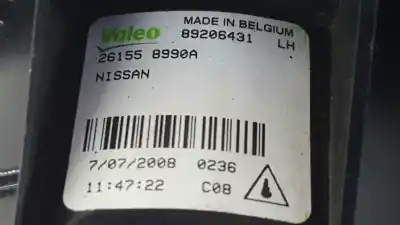 Valeo MADE IN BELGIUM
89206431 LH
26155 8990A
NISSAN
7/07/2008 0236
11:47:22 C08